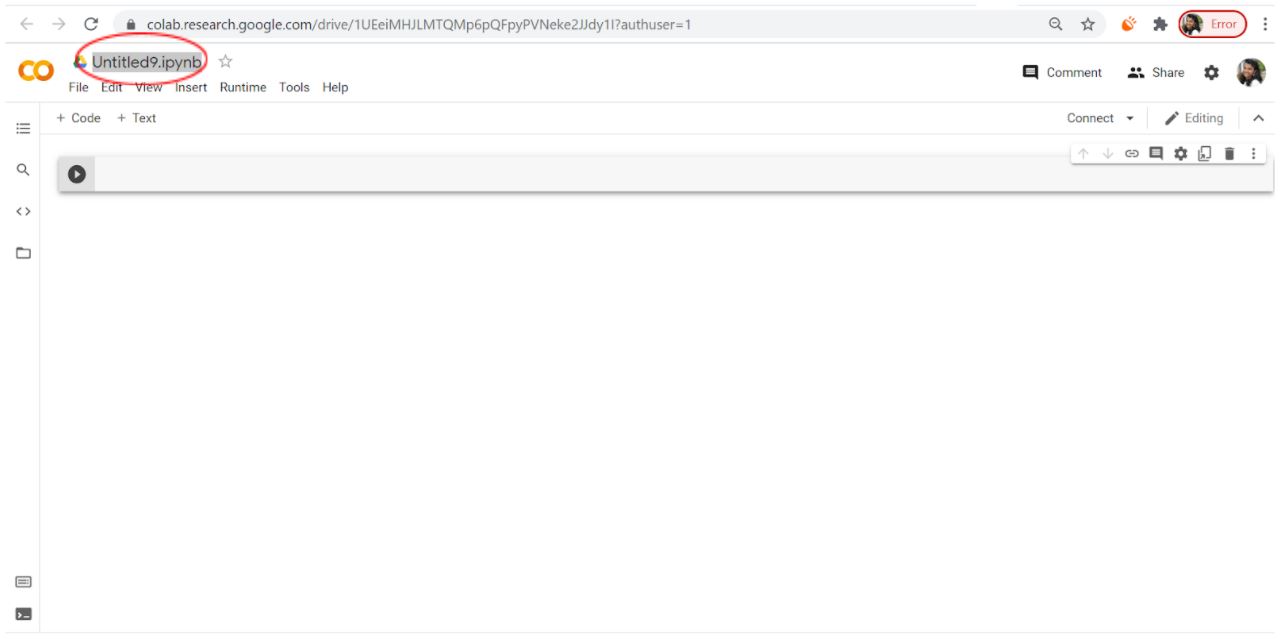 colab.research.google.com/drive/1UEeiMHJLMTQMp6pQFpyPVNeke2JJdy1I?authuser=1
Error
CO
Untitled9.ipynb
Comment Share
File Edit View Insert Runtime Tools Help
+ Code + Text Connect Editing